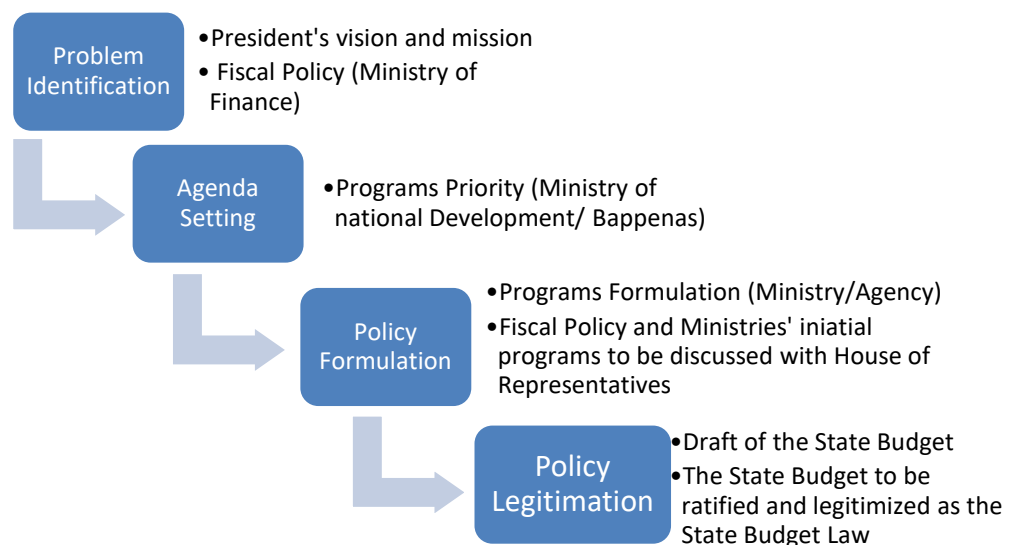 Problem
Identification
•President's vision and mission
• Fiscal Policy (Ministry of
Finance)
Agenda
Setting
•Programs Priority (Ministry of
national Development/ Bappenas)
Policy
Formulation
•Programs Formulation (Ministry/Agency)
•Fiscal Policy and Ministries' iniatial
programs to be discussed with House of
Representatives
Policy
Legitimation
•Draft of the State Budget
•The State Budget to be
ratified and legitimized as the
State Budget Law